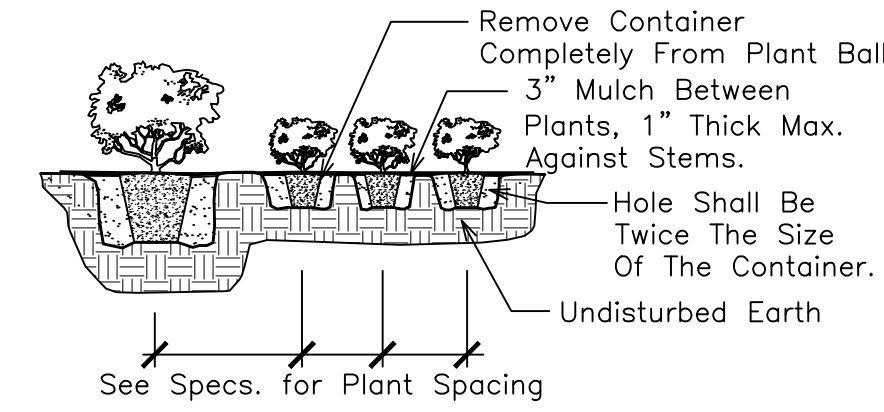 Remove Container
Completely From Plant Ball
3” Mulch Between
Plants, 1” Thick Max.
Against Stems.
Hole Shall Be
Twice The Size
Of The Container.
Undisturbed Earth
See Specs. for Plant Spacing